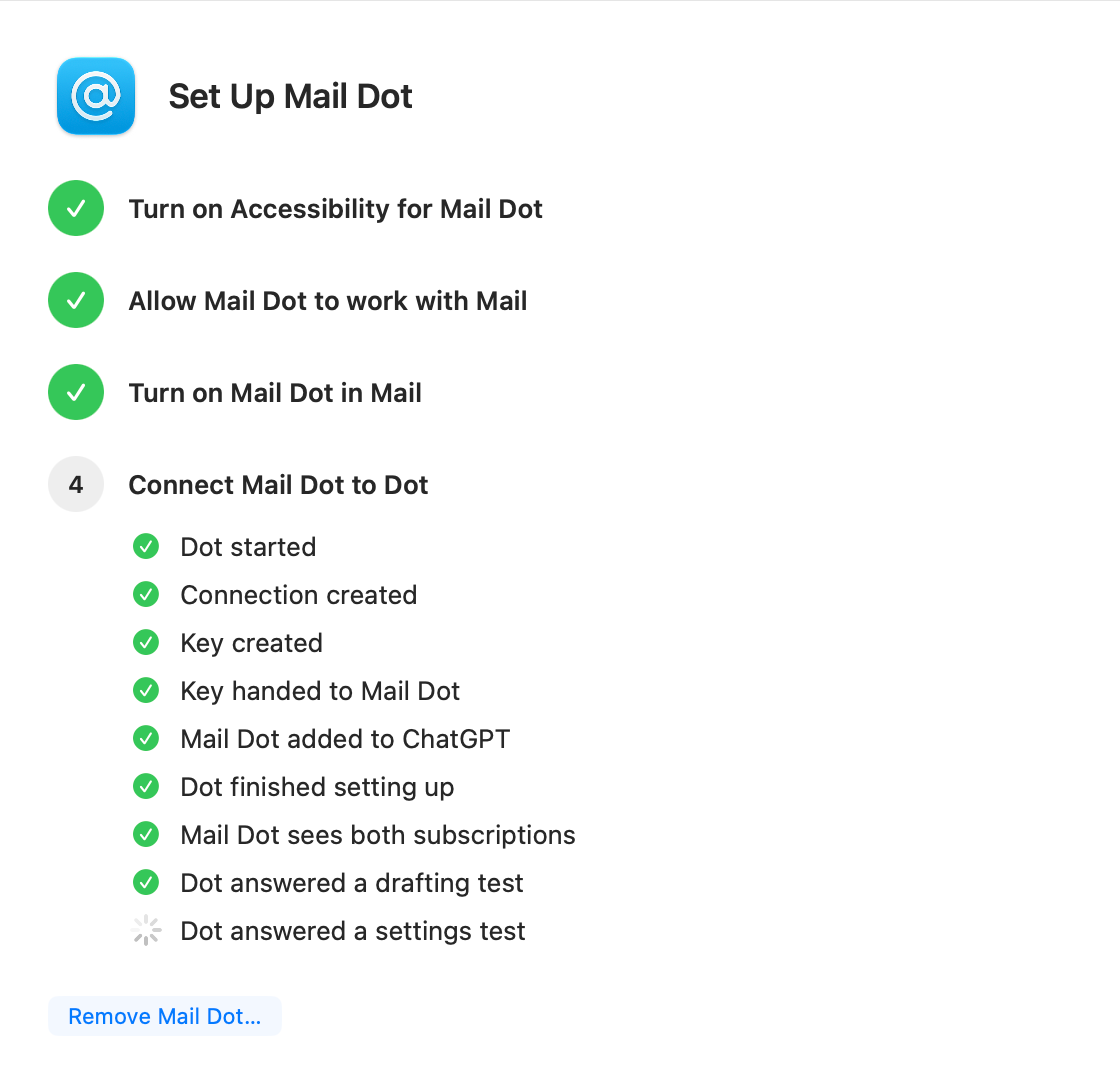 Set Up Mail Dot
Turn on Accessibility for Mail Dot
Allow Mail Dot to work with Mail
Turn on Mail Dot in Mail
4 Connect Mail Dot to Dot
Dot started
Connection created
Key created
Key handed to Mail Dot
Mail Dot added to ChatGPT
Dot finished setting up
Mail Dot sees both subscriptions
Dot answered a drafting test
Dot answered a settings test
Remove Mail Dot...